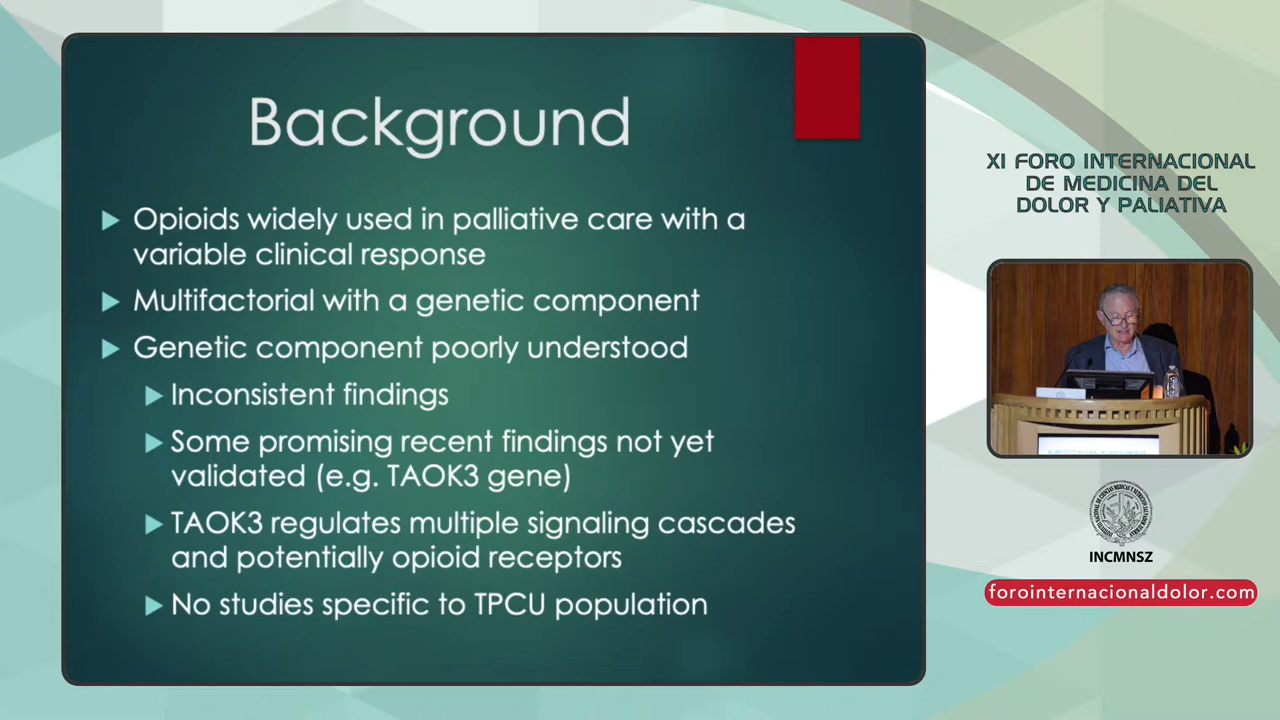 Background
Opioids widely used in palliative care with a
variable clinical response
Multifactorial with a genetic component
Genetic component poorly understood
Inconsistent findings
Some promising recent findings not yet
validated (e.g. TAOK3 gene)
TAOK3 regulates multiple signaling cascades
and potentially opioid receptors
No studies specific to TPCU population
XI FORO INTERNACIONAL
DE MEDICINA DEL
DOLOR Y PALIATIVA
INCMNSZ
forointernacionaldolor.com